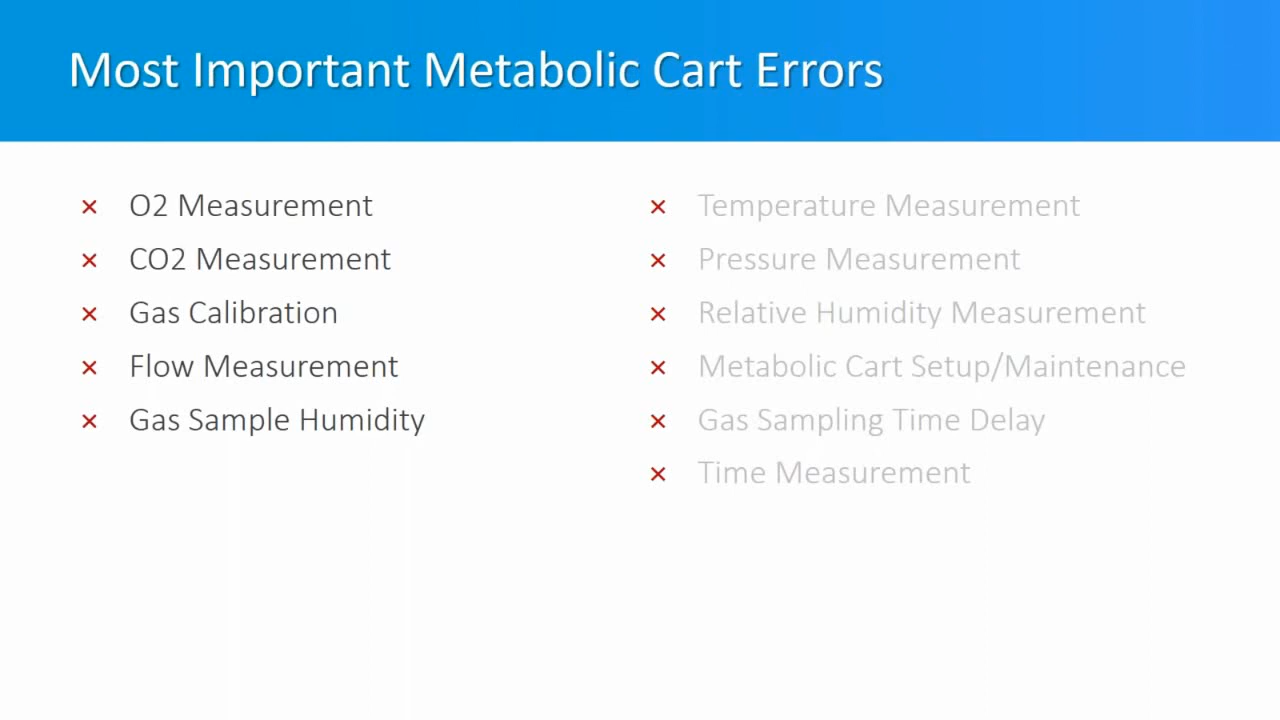 Most Important Metabolic Cart Errors
O2 Measurement
CO2 Measurement
Gas Calibration
Flow Measurement
Gas Sample Humidity
Temperature Measurement
Pressure Measurement
Relative Humidity Measurement
Metabolic Cart Setup/Maintenance
Gas Sampling Time Delay
Time Measurement